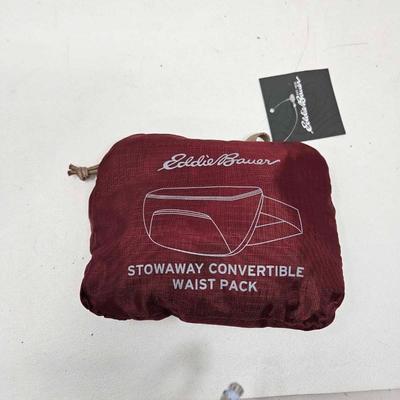 Eddie Bauer
Eddie Bauer
STOWAWAY CONVERTIBLE
WAIST PACK